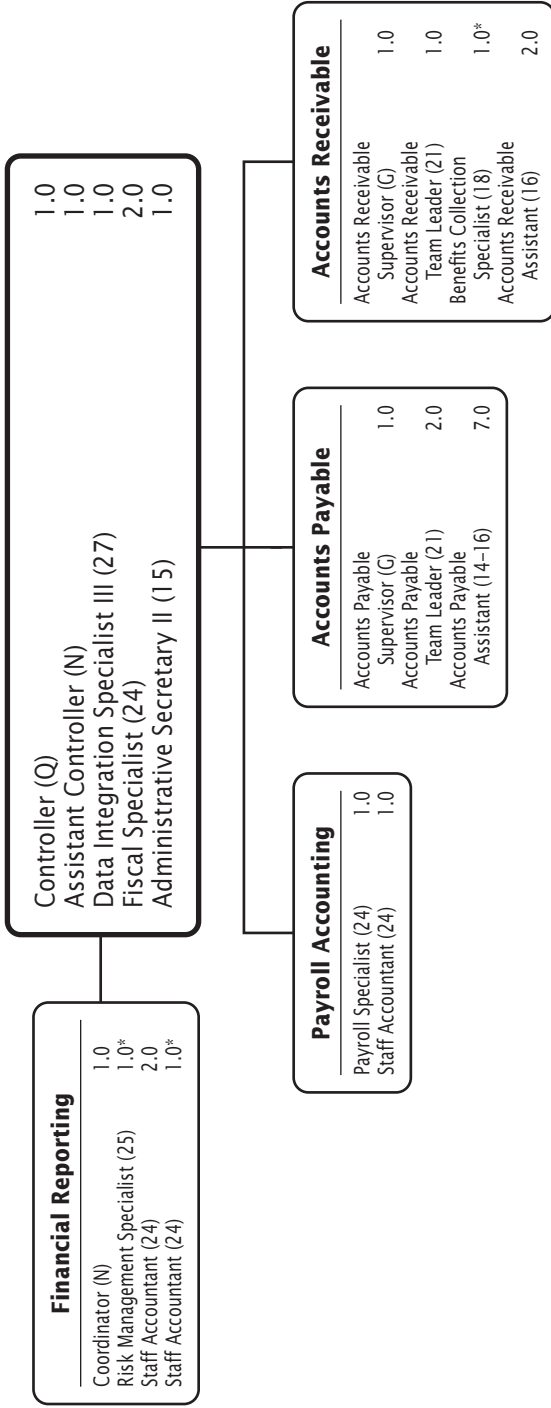 Controller (Q) 1.0
Assistant Controller (N) 1.0
Data Integration Specialist III (27) 1.0
Fiscal Specialist (24) 2.0
Administrative Secretary II (15) 1.0
Financial Reporting
Coordinator (N) 1.0
Risk Management Specialist (25) 1.0*
Staff Accountant (24) 2.0
Staff Accountant (24) 1.0*
Payroll Accounting
Payroll Specialist (24) 1.0
Staff Accountant (24) 1.0
Accounts Payable
Accounts Payable
Supervisor (G) 1.0
Accounts Payable
Team Leader (21) 2.0
Accounts Payable
Assistant (14–16) 7.0
Accounts Receivable
Accounts Receivable
Supervisor (G) 1.0
Accounts Receivable
Team Leader (21) 1.0
Benefits Collection
Specialist (18) 1.0*
Accounts Receivable
Assistant (16) 2.0